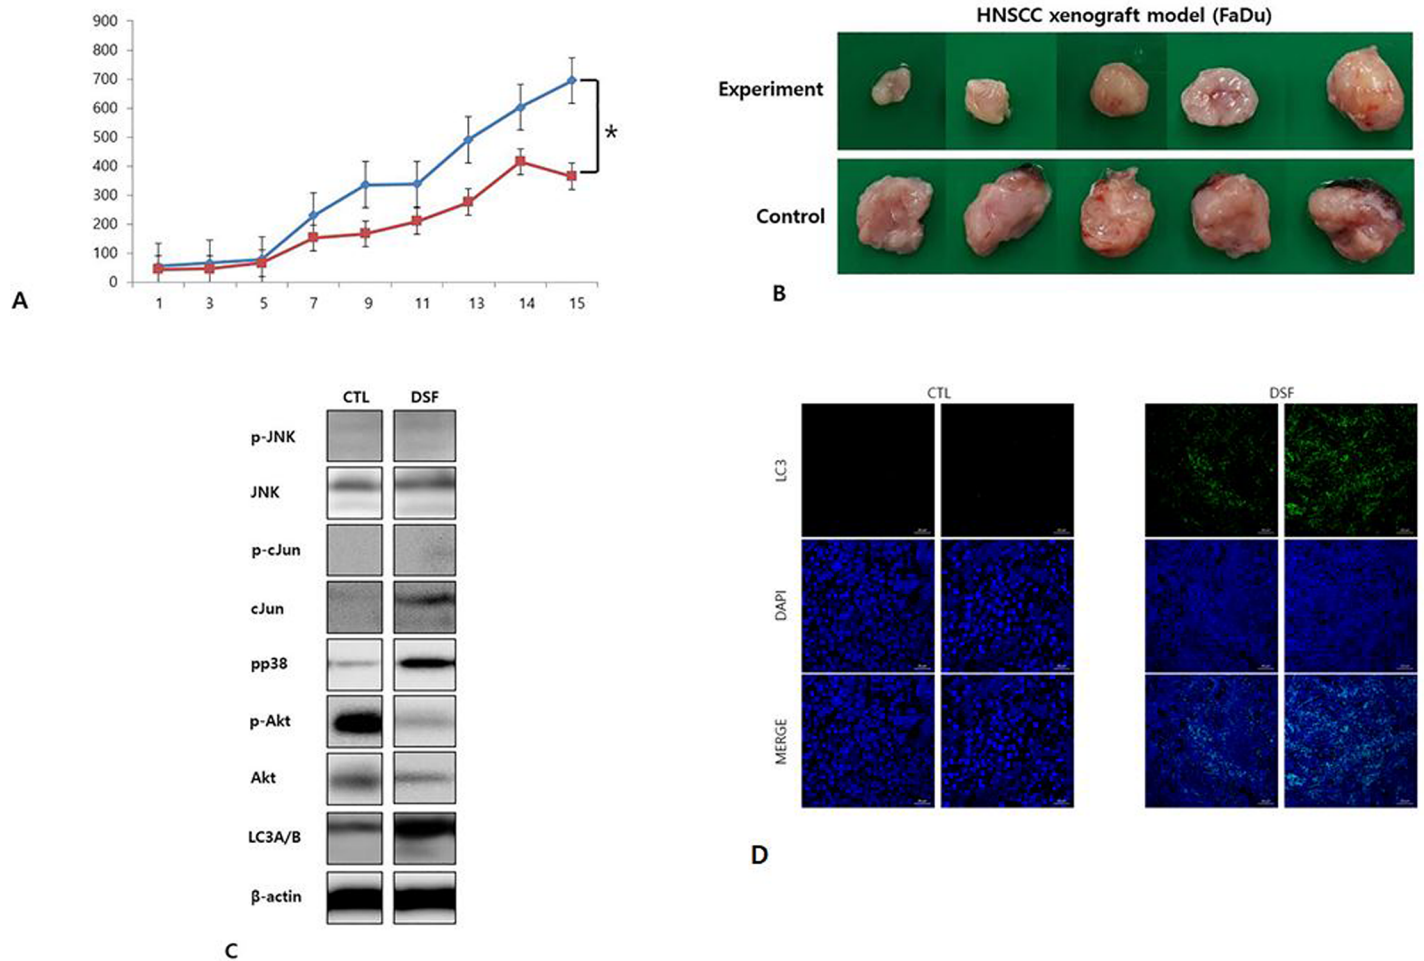 900
800
700
600
500
400
300
200
100
0
1 3 5 7 9 11 13 14 15
*
A
HNSCC xenograft model (FaDu)
Experiment
Control
B
CTL DSF
p-JNK
JNK
p-cJun
cJun
pp38
p-Akt
Akt
LC3A/B
β-actin
C
CTL DSF
LC3
DAPI
MERGE
D